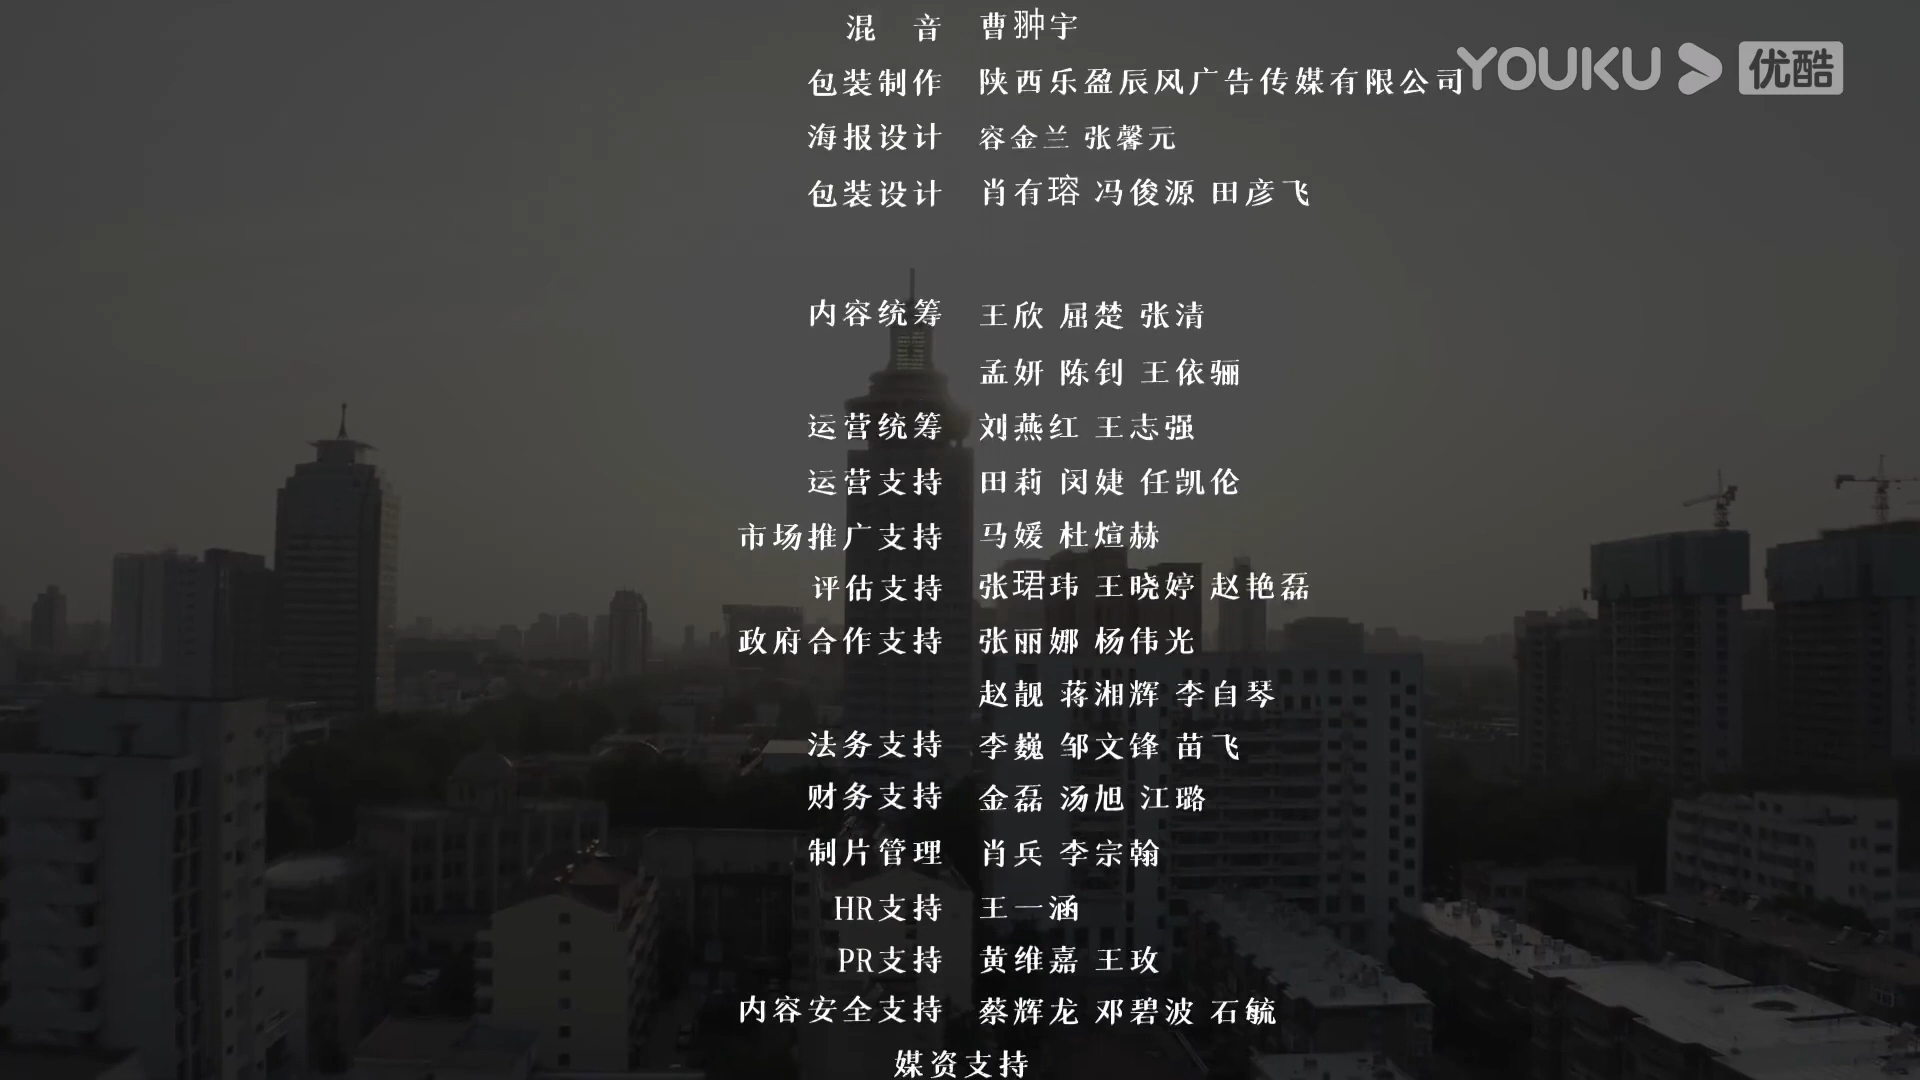 混 音 曹翀宇
YOUKU 优酷
包装制作 陕西乐盈辰风广告传媒有限公司
海报设计 容金兰 张馨元
包装设计 肖有瑢 冯俊源 田彦飞
内容统筹 王欣 屈楚 张清
孟妍 陈钊 王依骊
运营统筹 刘燕红 王志强
运营支持 田莉 闵婕 任凯伦
市场推广支持 马媛 杜煊赫
评估支持 张珺玮 王晓婷 赵艳磊
政府合作支持 张丽娜 杨伟光
赵靓 蒋湘辉 李自琴
法务支持 李巍 邹文锋 苗飞
财务支持 金磊 汤旭 江璐
制片管理 肖兵 李宗翰
HR支持 王一涵
PR支持 黄维嘉 王玫
内容安全支持 蔡辉龙 邓碧波 石毓
媒资支持